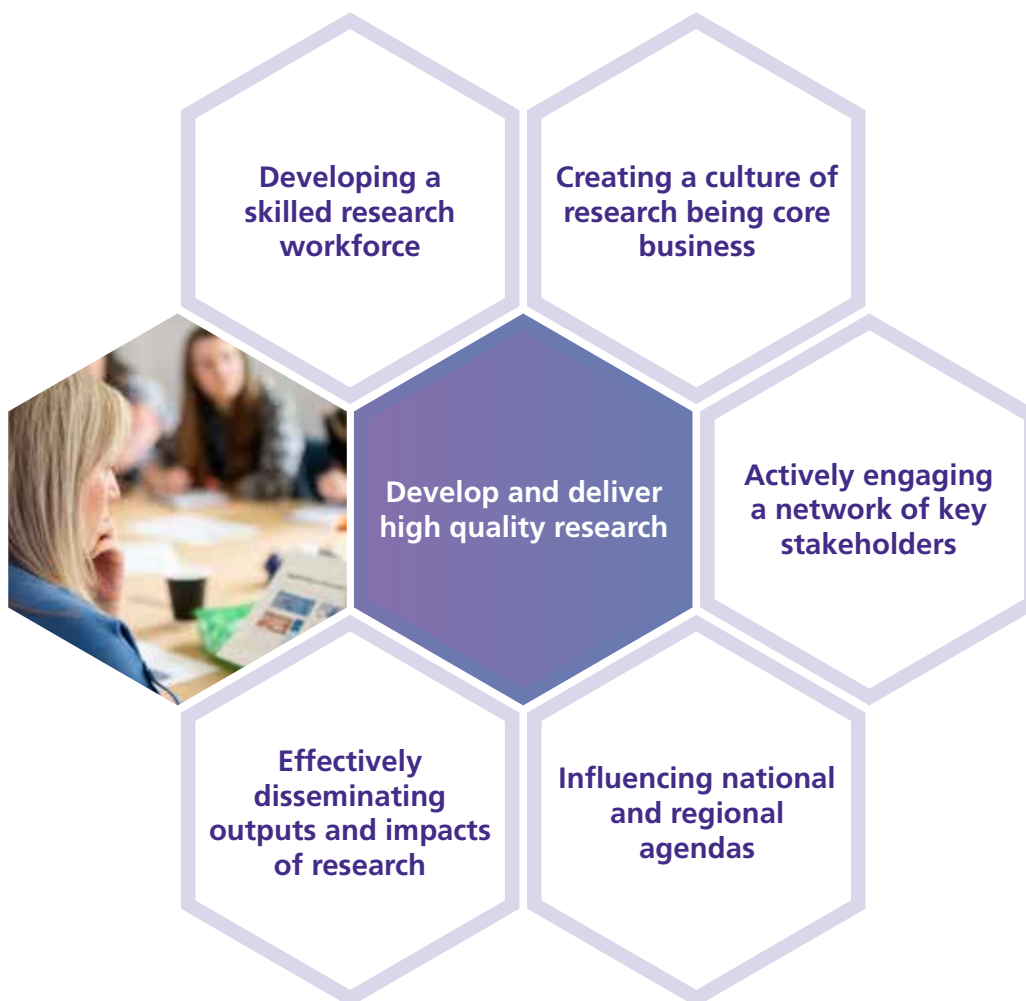 Developing a
skilled research
workforce
Creating a culture of
research being core
business
Develop and deliver
high quality research
Actively engaging
a network of key
stakeholders
Effectively
disseminating
outputs and impacts
of research
Influencing national
and regional
agendas